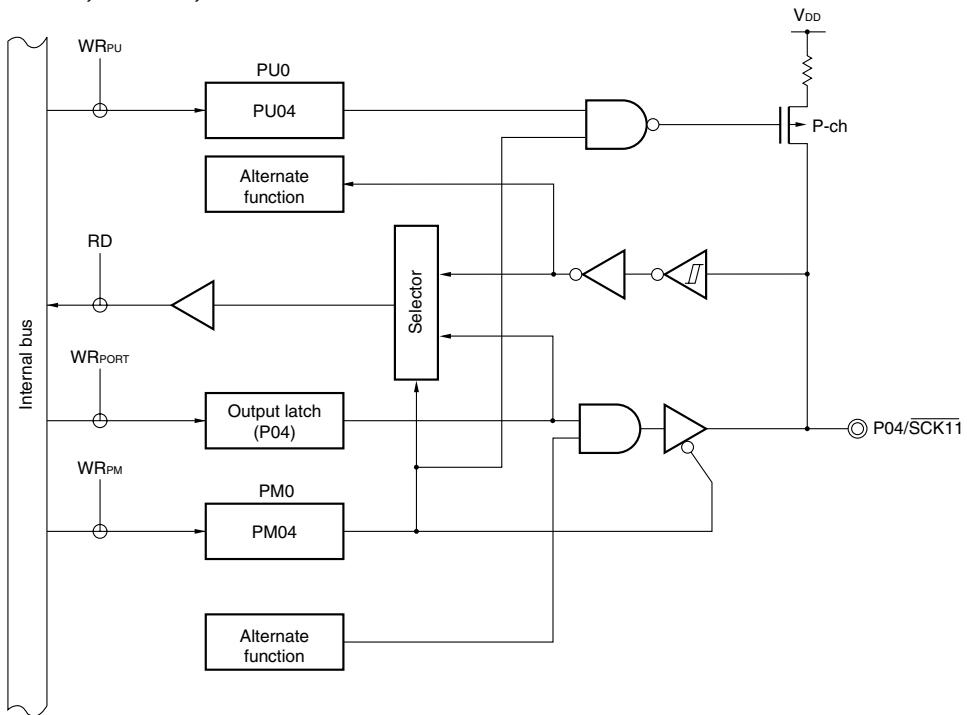 VDD
WRPU
PU0
PU04
P-ch
Alternate
function
RD
Selector
Internal bus
WRPORT
Output latch
(P04)
P04/SCK11
WRPM
PM0
PM04
Alternate
function